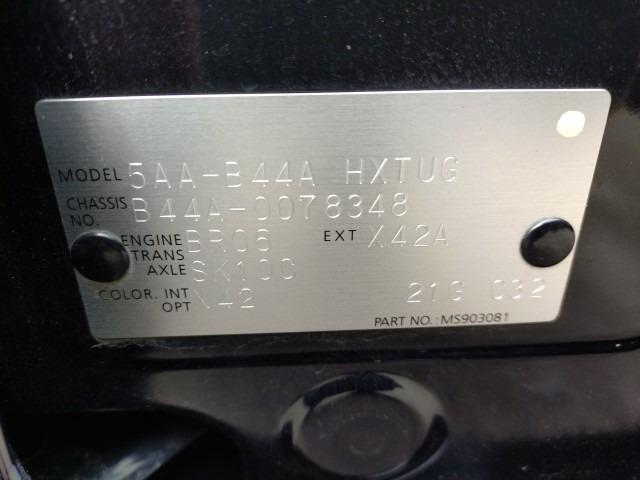 MODEL 5AA-B44A HXTUG
CHASSIS NO. B44A-0078348
ENGINE BR06 EXT X42A
TRANS AXLE SK100
COLOR. INT X42
OPT 21G 032
PART NO.: MS903081